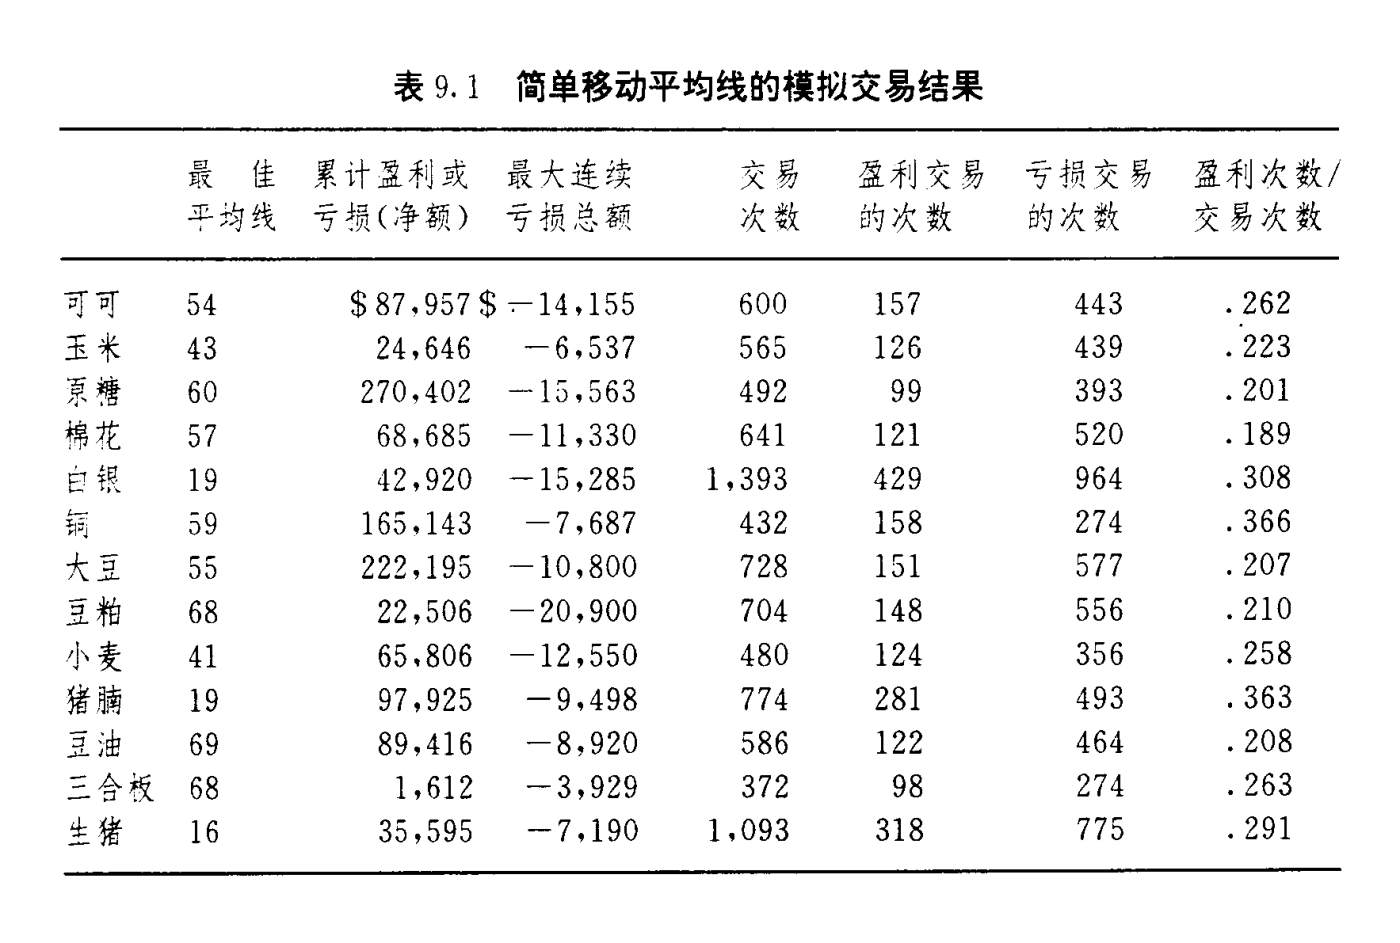 表 9.1 简单移动平均线的模拟交易结果
最 佳 累计盈利或 最大连续 交易 盈利交易 亏损交易 盈利次数/
平均线 亏损(净额) 亏损总额 次数 的次数 的次数 交易次数
可可 54 $87,957 $-14,155 600 157 443 .262
玉米 43 24,646 -6,537 565 126 439 .223
原糖 60 270,402 -15,563 492 99 393 .201
棉花 57 68,685 -11,330 641 121 520 .189
白银 19 42,920 -15,285 1,393 429 964 .308
铜 59 165,143 -7,687 432 158 274 .366
大豆 55 222,195 -10,800 728 151 577 .207
豆粕 68 22,506 -20,900 704 148 556 .210
小麦 41 65,806 -12,550 480 124 356 .258
猪腩 19 97,925 -9,498 774 281 493 .363
豆油 69 89,416 -8,920 586 122 464 .208
三合板 68 1,612 -3,929 372 98 274 .263
生猪 16 35,595 -7,190 1,093 318 775 .291